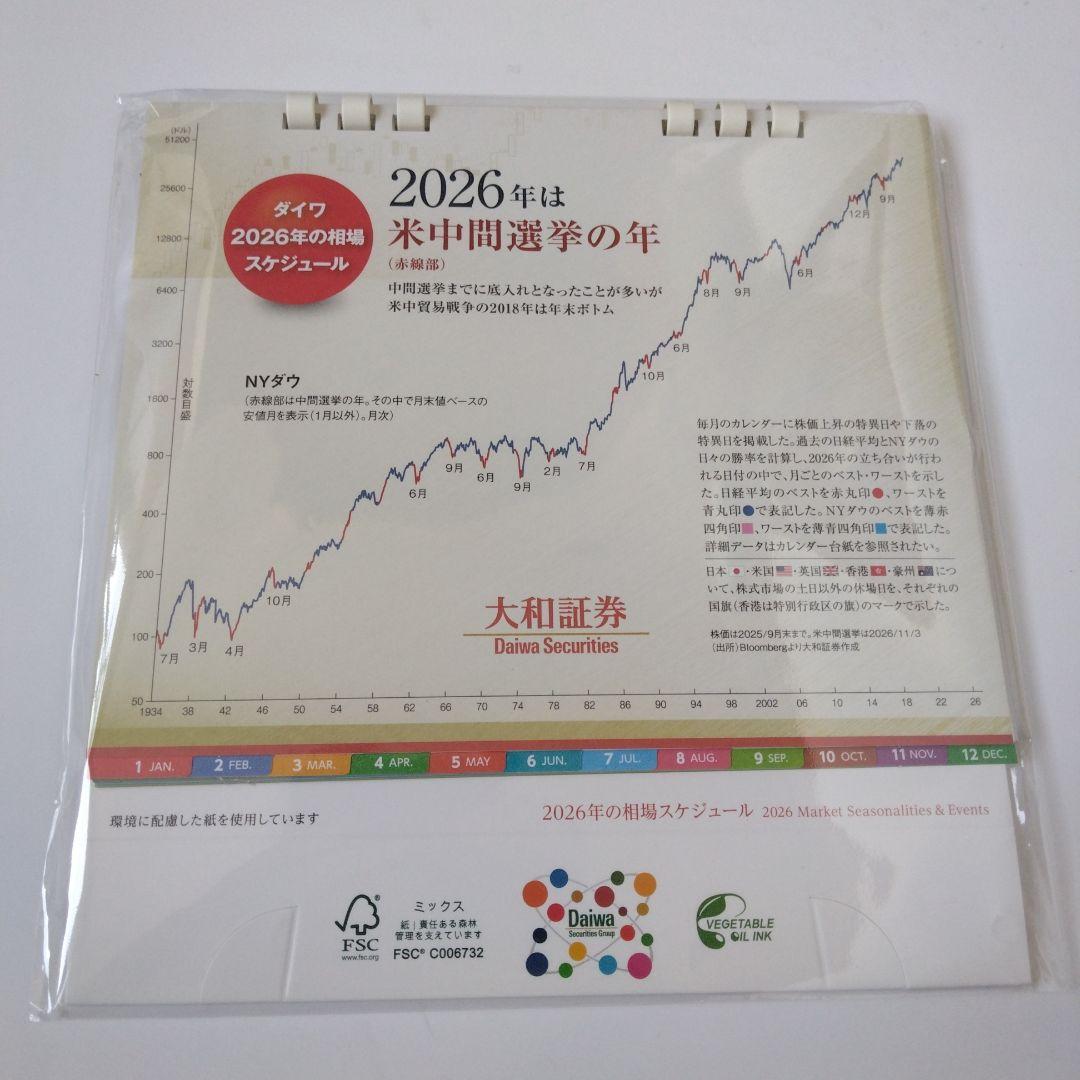 (ドル)
51200
25600
12800
6400
3200
1600
800
400
200
100
50
対数目盛
ダイワ
2026年の相場
スケジュール
2026年は
米中間選挙の年
(赤線部)
中間選挙までに底入れとなったことが多いが
米中貿易戦争の2018年は年末ボトム
NYダウ
(赤線部は中間選挙の年。その中で月末値ベースの
安値月を表示(1月以外)。月次)
7月
3月
4月
10月
6月
9月
6月
9月
2月
7月
10月
6月
8月
9月
6月
12月
9月
毎月のカレンダーに株価上昇の特異日や下落の
特異日を掲載した。過去の日経平均とNYダウの
日々の勝率を計算し、2026年の立ち合いが行わ
れる日付の中で、月ごとのベスト・ワーストを示し
た。日経平均のベストを赤丸印●、ワーストを
青丸印●で表記した。NYダウのベストを薄赤
四角印■、ワーストを薄青四角印■で表記した。
詳細データはカレンダー台紙を参照されたい。
日本・米国・英国・香港・豪州につ
いて、株式市場の土日以外の休場日を、それぞれの
国旗(香港は特別行政区の旗)のマークで示した。
株価は2025/9月末まで。米中間選挙は2026/11/3
(出所)Bloombergより大和証券作成
大和証券
Daiwa Securities
1934 38 42 46 50 54 58 62 66 70 74 78 82 86 90 94 98 2002 06 10 14 18 22 26
1 JAN. 2 FEB. 3 MAR. 4 APR. 5 MAY 6 JUN. 7 JUL. 8 AUG. 9 SEP. 10 OCT. 11 NOV. 12 DEC.
環境に配慮した紙を使用しています
2026年の相場スケジュール 2026 Market Seasonalities & Events
FSC
www.fsc.org
ミックス
紙|責任ある森林
管理を支えています
FSC® C006732
Daiwa
Securities Group
VEGETABLE
OIL INK